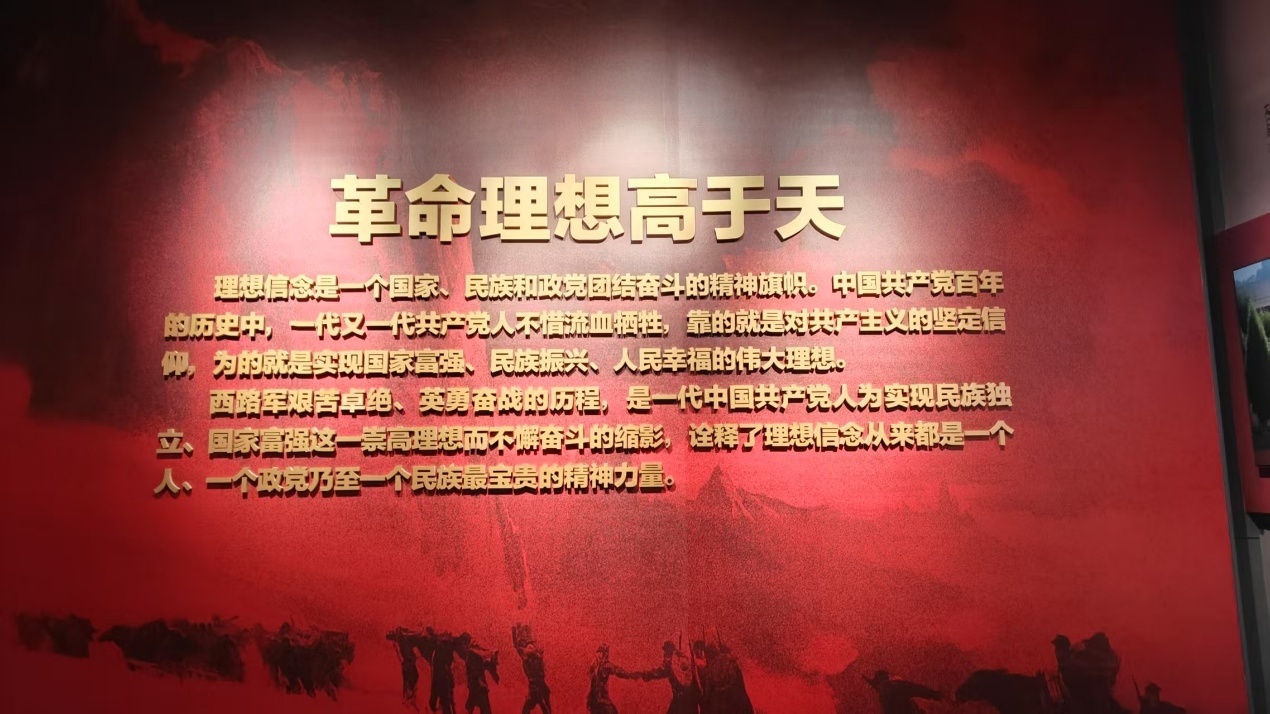 革命理想高于天
理想信念是一个国家、民族和政党团结奋斗的精神旗帜。中国共产党百年
的历史中，一代又一代共产党人不惜流血牺牲，靠的就是对共产主义的坚定信
仰，为的就是实现国家富强、民族振兴、人民幸福的伟大理想。
西路军艰苦卓绝、英勇奋战的历程，是一代中国共产党人为实现民族独
立、国家富强这一崇高理想而不懈奋斗的缩影，诠释了理想信念从来都是一个
人、一个政党乃至一个民族最宝贵的精神力量。